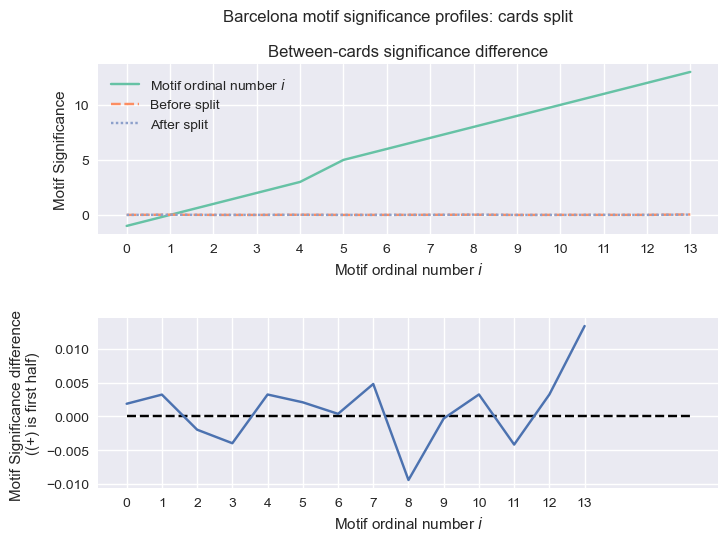 Barcelona motif significance profiles: cards split
Between-cards significance difference
Motif Significance
10
5
0
Motif ordinal number i
Before split
After split
0 1 2 3 4 5 6 7 8 9 10 11 12 13
Motif ordinal number i
Motif Significance difference
((+) is first half)
0.010
0.005
0.000
−0.005
−0.010
0 1 2 3 4 5 6 7 8 9 10 11 12 13
Motif ordinal number i